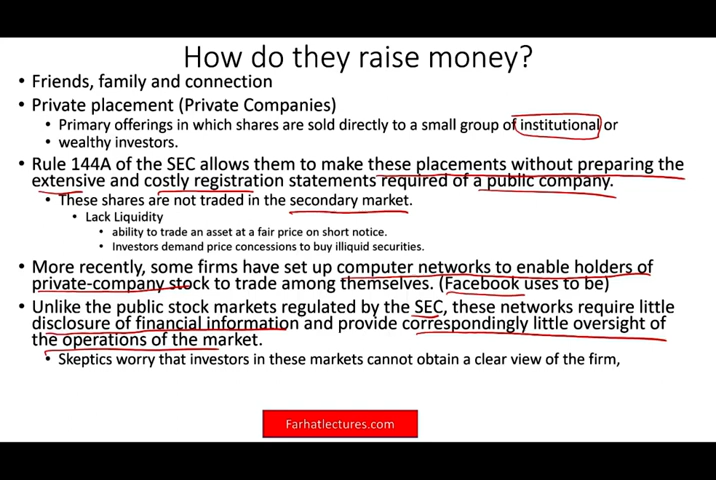 How do they raise money?
• Friends, family and connection
• Private placement (Private Companies)
• Primary offerings in which shares are sold directly to a small group of institutional or
• wealthy investors.
• Rule 144A of the SEC allows them to make these placements without preparing the
extensive and costly registration statements required of a public company.
• These shares are not traded in the secondary market.
• Lack Liquidity
• ability to trade an asset at a fair price on short notice.
• Investors demand price concessions to buy illiquid securities.
• More recently, some firms have set up computer networks to enable holders of
private-company stock to trade among themselves. (Facebook uses to be)
• Unlike the public stock markets regulated by the SEC, these networks require little
disclosure of financial information and provide correspondingly little oversight of
the operations of the market.
• Skeptics worry that investors in these markets cannot obtain a clear view of the firm,
Farhatlectures.com